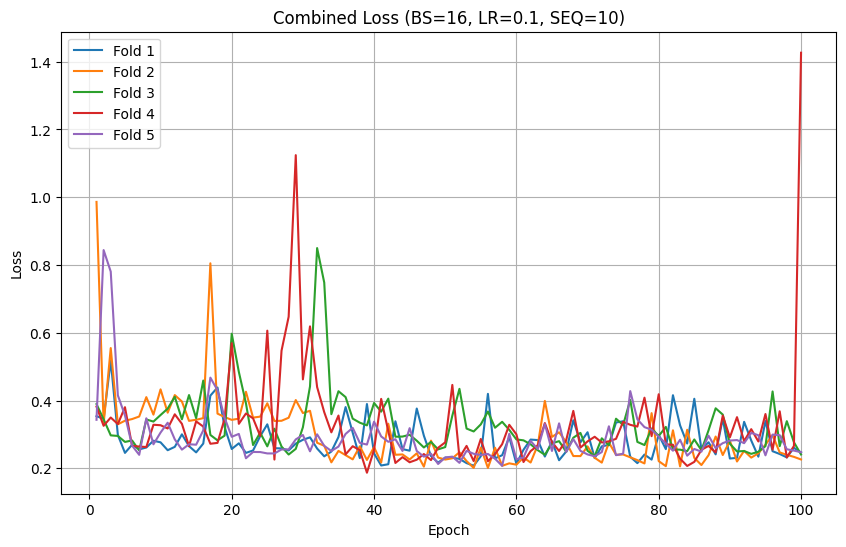 Combined Loss (BS=16, LR=0.1, SEQ=10)
Fold 1
Fold 2
Fold 3
Fold 4
Fold 5
1.4
1.2
1.0
0.8
0.6
0.4
0.2
Loss
0 20 40 60 80 100
Epoch